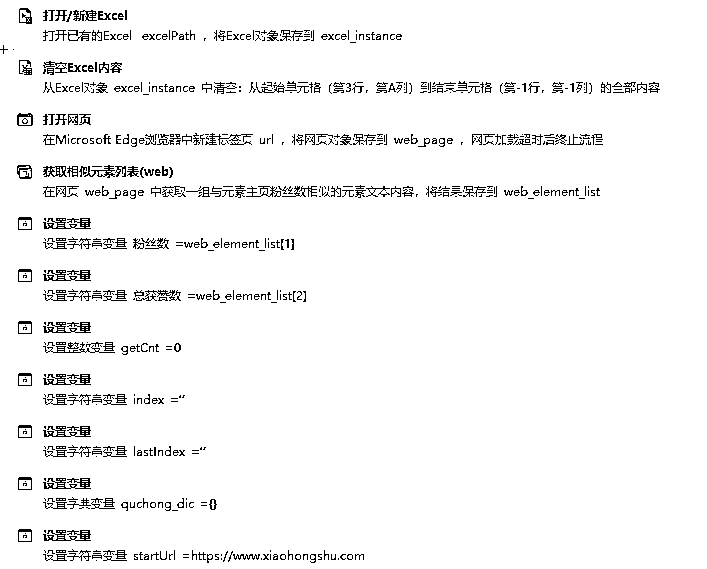 打开/新建Excel
打开已有的Excel excelPath ，将Excel对象保存到 excel_instance
清空Excel内容
从Excel对象 excel_instance 中清空：从起始单元格（第3行，第A列）到结束单元格（第-1行，第-1列）的全部内容
打开网页
在Microsoft Edge浏览器中新建标签页 url ，将网页对象保存到 web_page ，网页加载超时后终止流程
获取相似元素列表(web)
在网页 web_page 中获取一组与元素主页粉丝数相似的元素文本内容，将结果保存到 web_element_list
设置变量
设置字符串变量 粉丝数 =web_element_list[1]
设置变量
设置字符串变量 总获赞数 =web_element_list[2]
设置变量
设置整数变量 getCnt =0
设置变量
设置字符串变量 index =‘’
设置变量
设置字符串变量 lastIndex =‘’
设置变量
设置字典变量 quchong_dic ={}
设置变量
设置字符串变量 startUrl =https://www.xiaohongshu.com